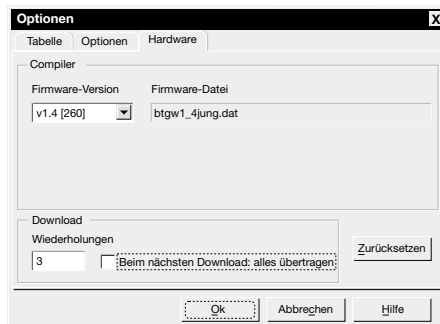 Optionen X
Tabelle Optionen Hardware
Compiler
Firmware-Version Firmware-Datei
v1.4 [260] btgw1_4jung.dat
Download
Wiederholungen
3 Beim nächsten Download: alles übertragen
Zurücksetzen
Ok Abbrechen Hilfe